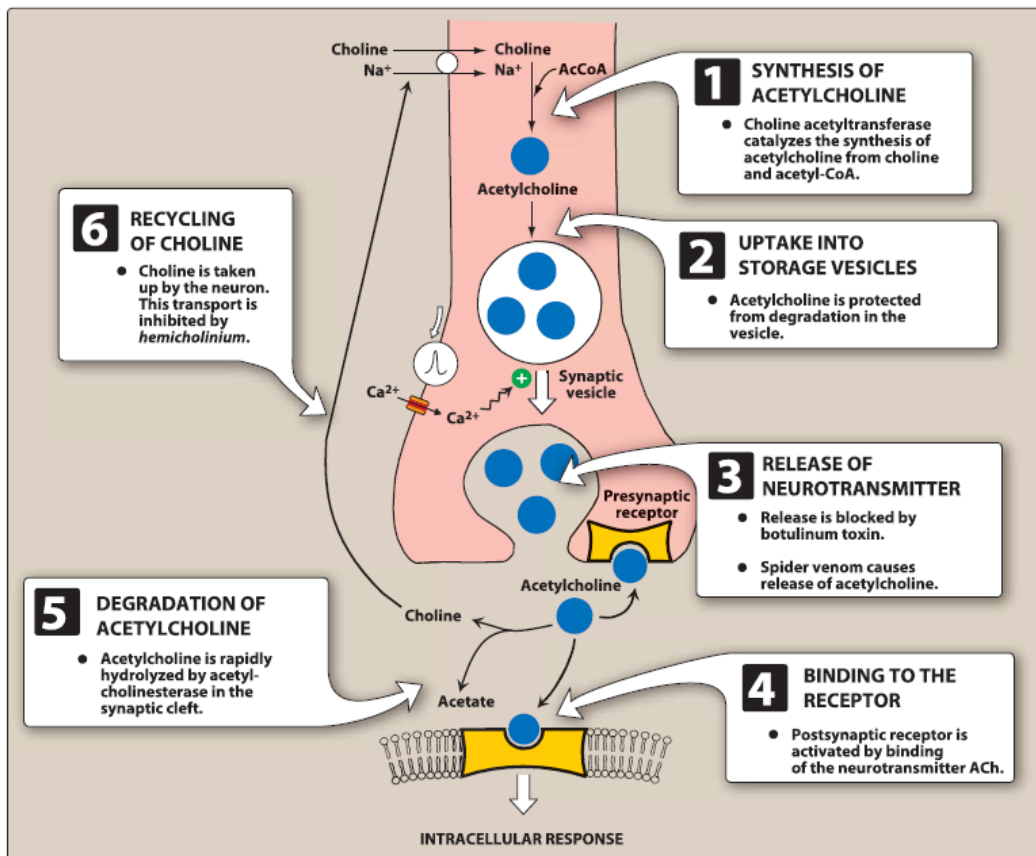 Choline
Na⁺
Choline
Na⁺
AcCoA
Acetylcholine
1
SYNTHESIS OF
ACETYLCHOLINE
● Choline acetyltransferase
catalyzes the synthesis of
acetylcholine from choline
and acetyl-CoA.
2
UPTAKE INTO
STORAGE VESICLES
● Acetylcholine is protected
from degradation in the
vesicle.
6
RECYCLING
OF CHOLINE
● Choline is taken
up by the neuron.
This transport is
inhibited by
hemicholinium.
Ca²⁺
Ca²⁺
+
Synaptic
vesicle
3
RELEASE OF
NEUROTRANSMITTER
● Release is blocked by
botulinum toxin.
● Spider venom causes
release of acetylcholine.
Presynaptic
receptor
Acetylcholine
Choline
Acetate
5
DEGRADATION OF
ACETYLCHOLINE
● Acetylcholine is rapidly
hydrolyzed by acetyl-
cholinesterase in the
synaptic cleft.
4
BINDING TO THE
RECEPTOR
● Postsynaptic receptor is
activated by binding
of the neurotransmitter ACh.
INTRACELLULAR RESPONSE